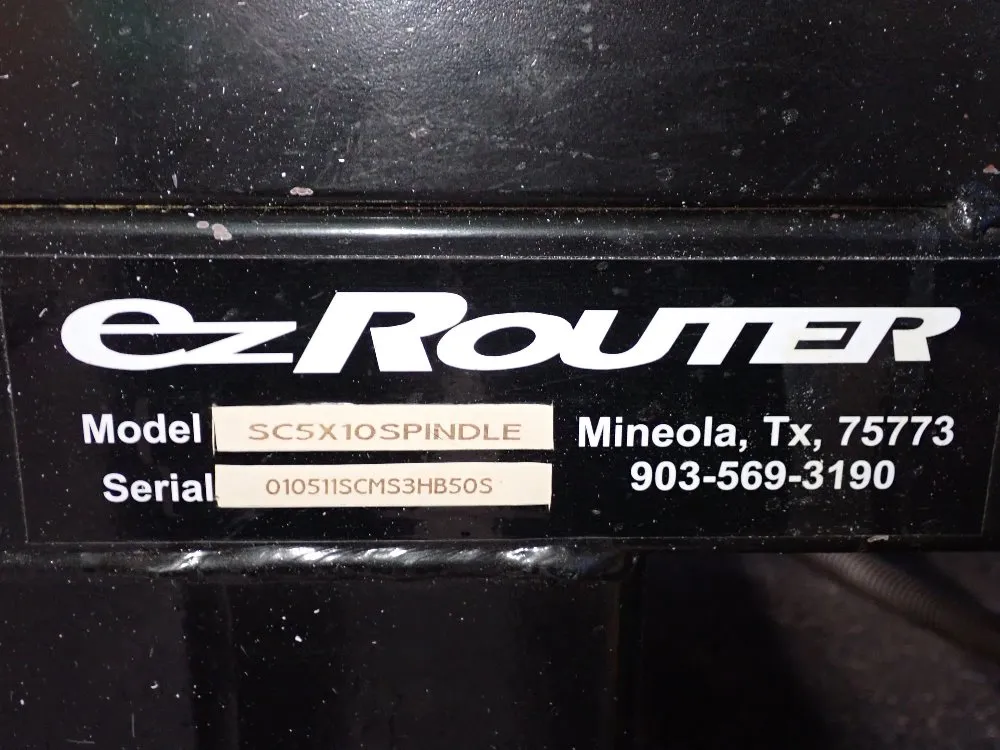 ezRouter
Model SC5X10SPINDLE
Serial 010511SCMS3HB50S
Mineola, Tx, 75773
903-569-3190